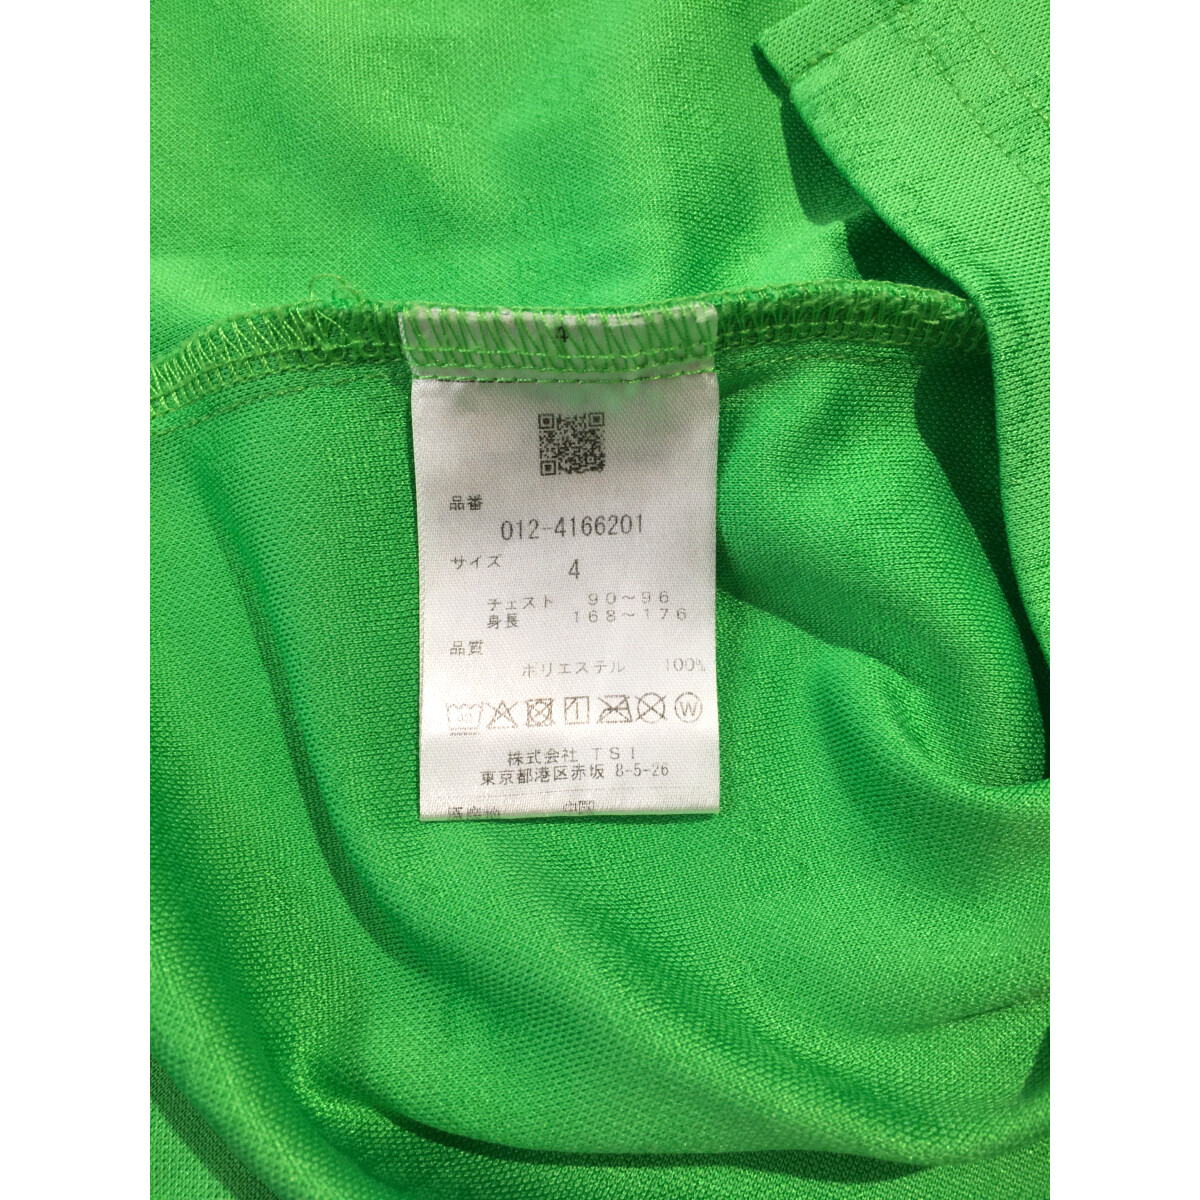 4
品番
012-4166201
サイズ
4
チェスト 90~96
身長 168~176
品質
ポリエステル 100%
株式会社 TSI
東京都港区赤坂 8-5-26